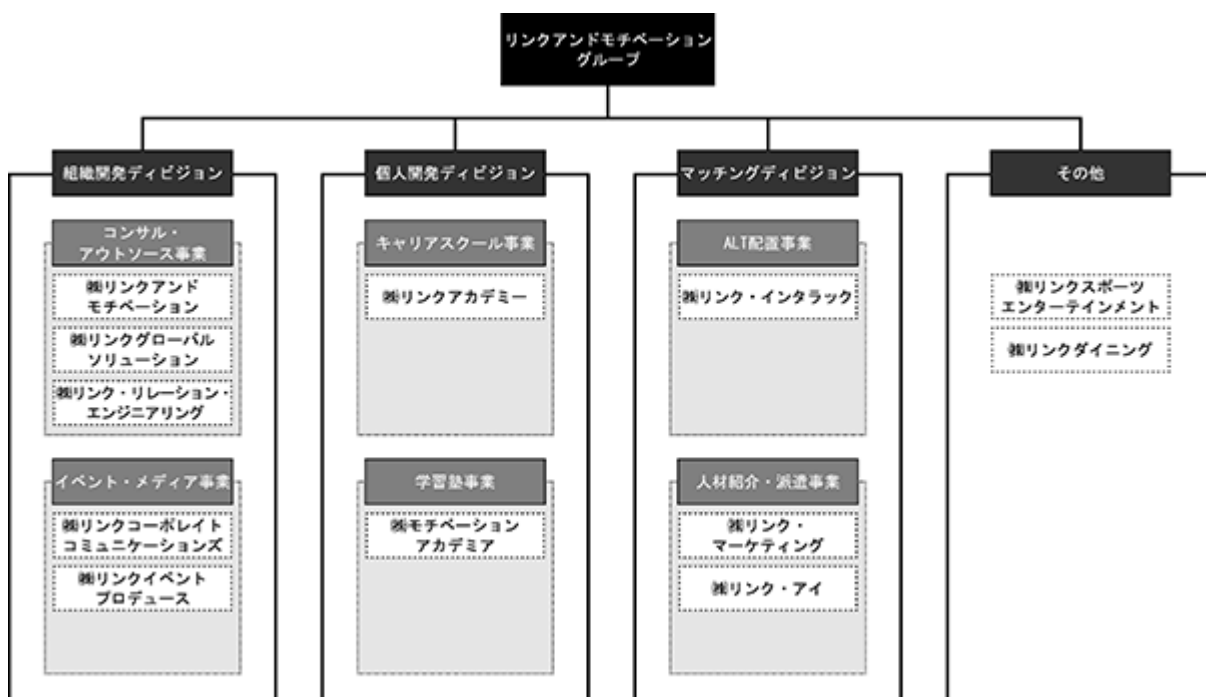 リンクアンドモチベーション
グループ
組織開発ディビジョン
コンサル・
アウトソース事業
㈱リンクアンド
モチベーション
㈱リンクグローバル
ソリューション
㈱リンク・リレーション・
エンジニアリング
イベント・メディア事業
㈱リンクコーポレイト
コミュニケーションズ
㈱リンクイベント
プロデュース
個人開発ディビジョン
キャリアスクール事業
㈱リンクアカデミー
学習塾事業
㈱モチベーション
アカデミア
マッチングディビジョン
ALT配置事業
㈱リンク・インタラック
人材紹介・派遣事業
㈱リンク・
マーケティング
㈱リンク・アイ
その他
㈱リンクスポーツ
エンターテインメント
㈱リンクダイニング